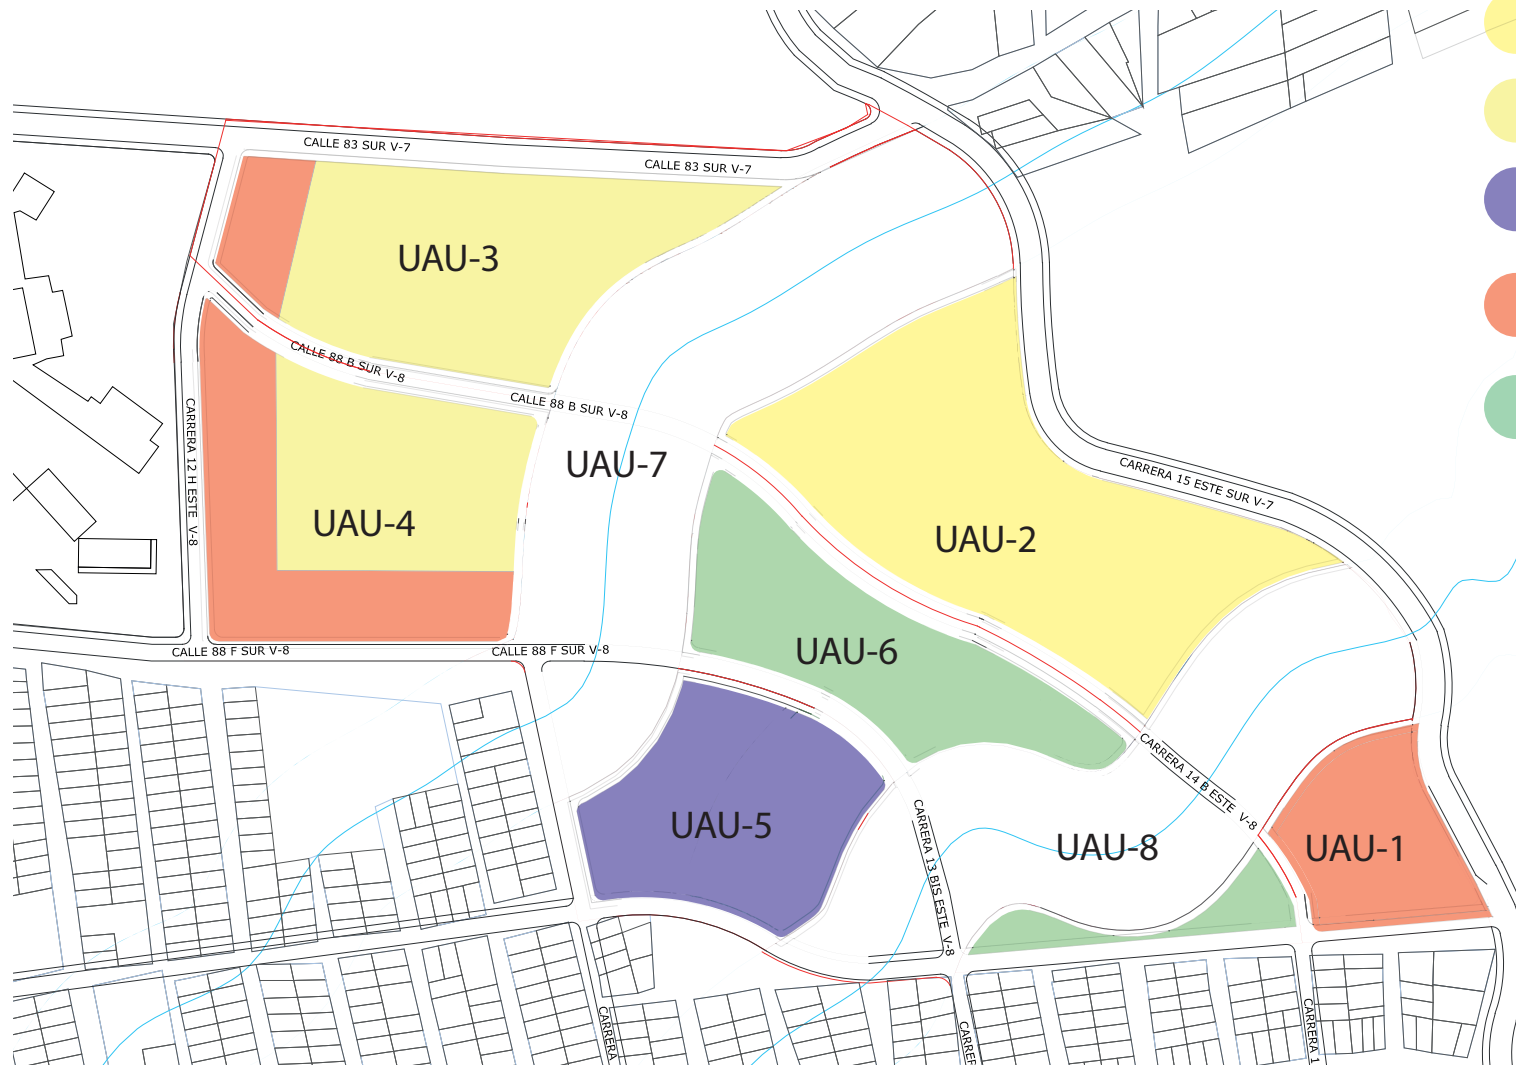 CALLE 83 SUR V-7
CALLE 83 SUR V-7
UAU-3
CALLE 88 B SUR V-8
CALLE 88 B SUR V-8
CARRERA 12 H ESTE V-8
UAU-7
UAU-4
CARRERA 15 ESTE SUR V-7
UAU-2
CALLE 88 F SUR V-8
CALLE 88 F SUR V-8
UAU-6
CARRERA 14 B ESTE V-8
UAU-5
CARRERA 13 BIS ESTE V-8
UAU-8
UAU-1
CARRERA
CARRER
CARRERA 1